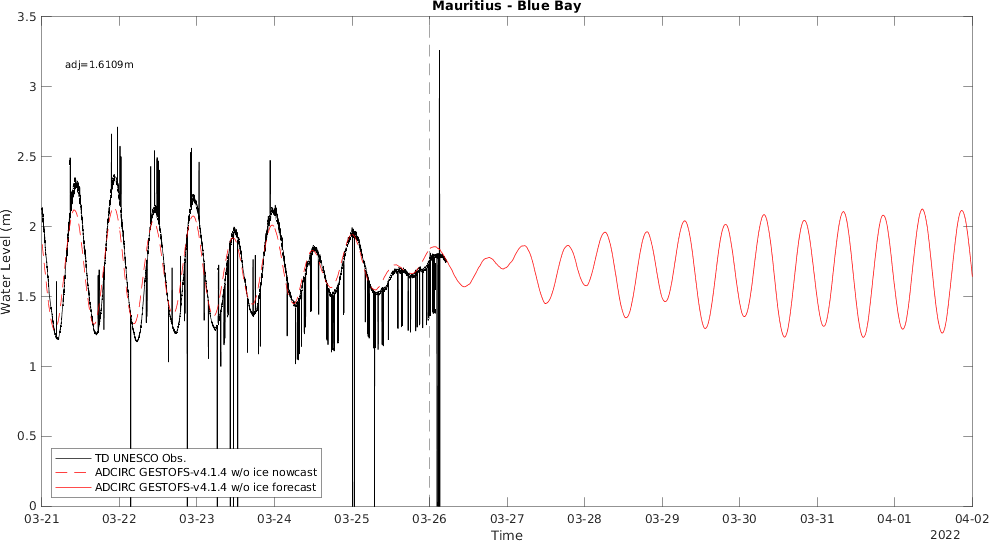 Mauritius - Blue Bay
3.5
adj=1.6109m
3
2.5
2
1.5
1
0.5
0
Water Level (m)
TD UNESCO Obs.
ADCIRC GESTOFS-v4.1.4 w/o ice nowcast
ADCIRC GESTOFS-v4.1.4 w/o ice forecast
03-21 03-22 03-23 03-24 03-25 03-26 03-27 03-28 03-29 03-30 03-31 04-01 04-02
Time
2022